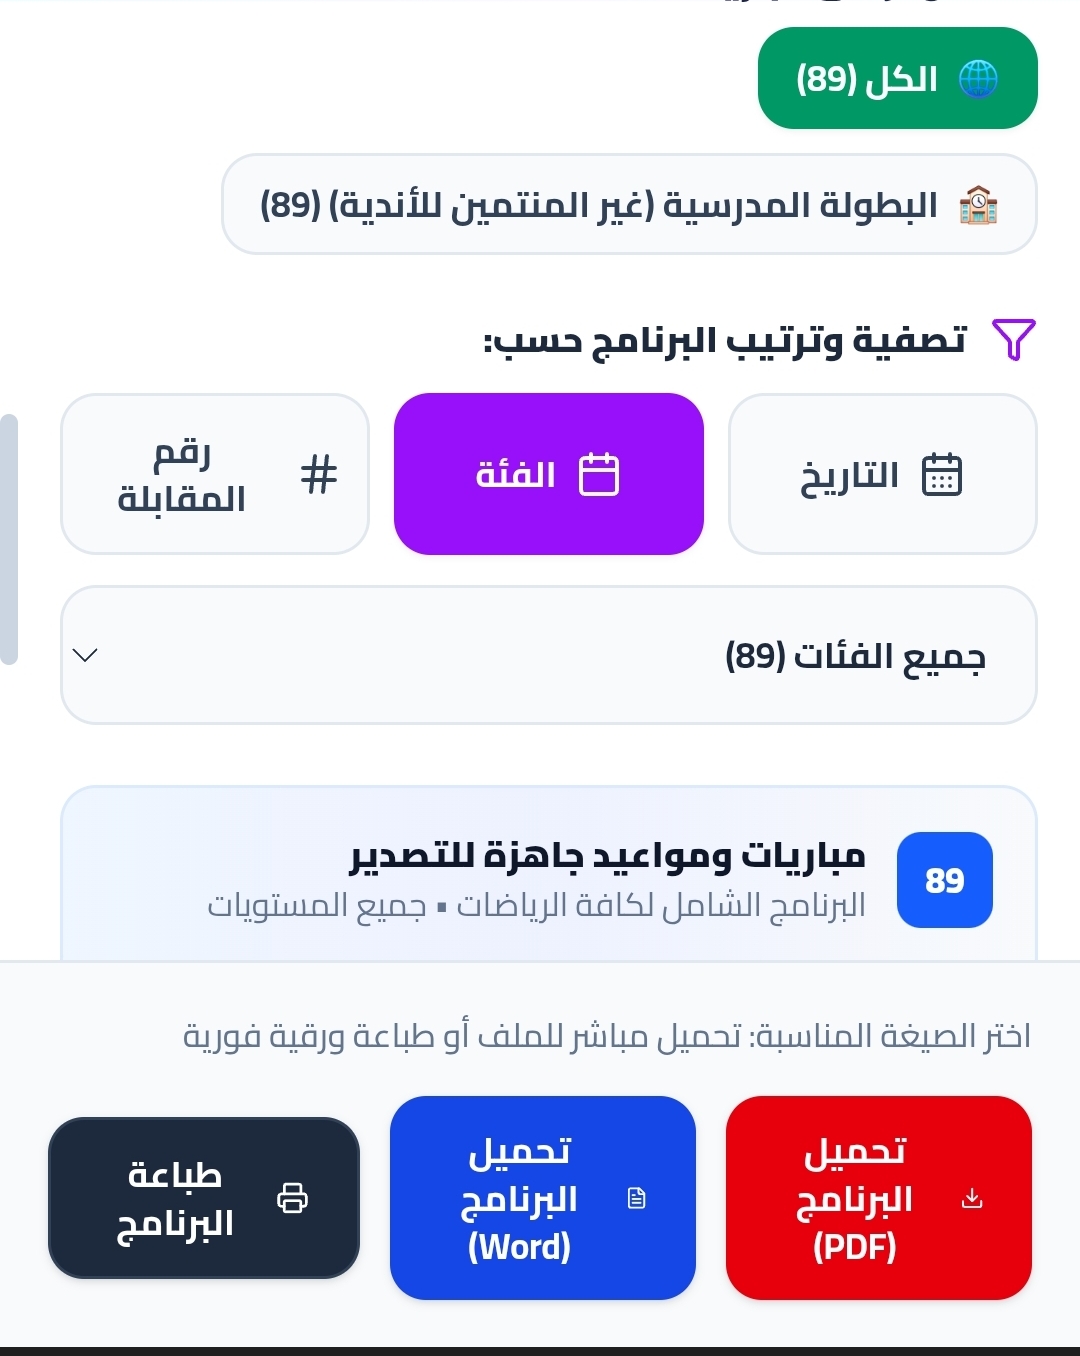 الكل (89)
البطولة المدرسية (غير المنتمين للأندية) (89)
تصفية وترتيب البرنامج حسب:
التاريخ
الفئة
رقم
المقابلة
جميع الفئات (89)
89
مباريات ومواعيد جاهزة للتصدير
البرنامج الشامل لكافة الرياضات ▪ جميع المستويات
اختر الصيغة المناسبة: تحميل مباشر للملف أو طباعة ورقية فورية
تحميل
البرنامج
(PDF)
تحميل
البرنامج
(Word)
طباعة
البرنامج